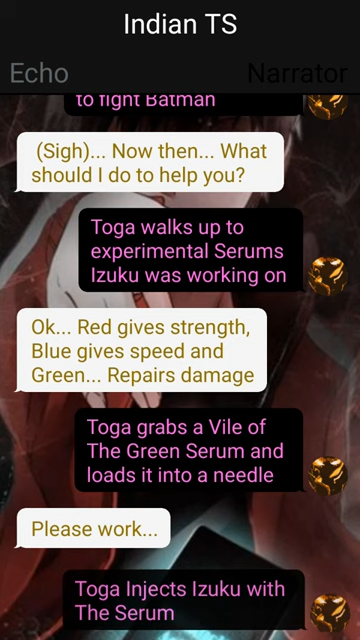 Indian TS
Echo
Narrator
to fight Batman
(Sigh)... Now then... What
should I do to help you?
Toga walks up to
experimental Serums
Izuku was working on
Ok... Red gives strength,
Blue gives speed and
Green... Repairs damage
Toga grabs a Vile of
The Green Serum and
loads it into a needle
Please work...
Toga Injects Izuku with
The Serum